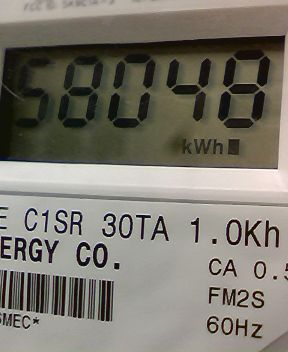 58048
kWh
E C1SR 30TA 1.0Kh
ERGY CO.
CA 0.5
FM2S
SMEC*
60Hz